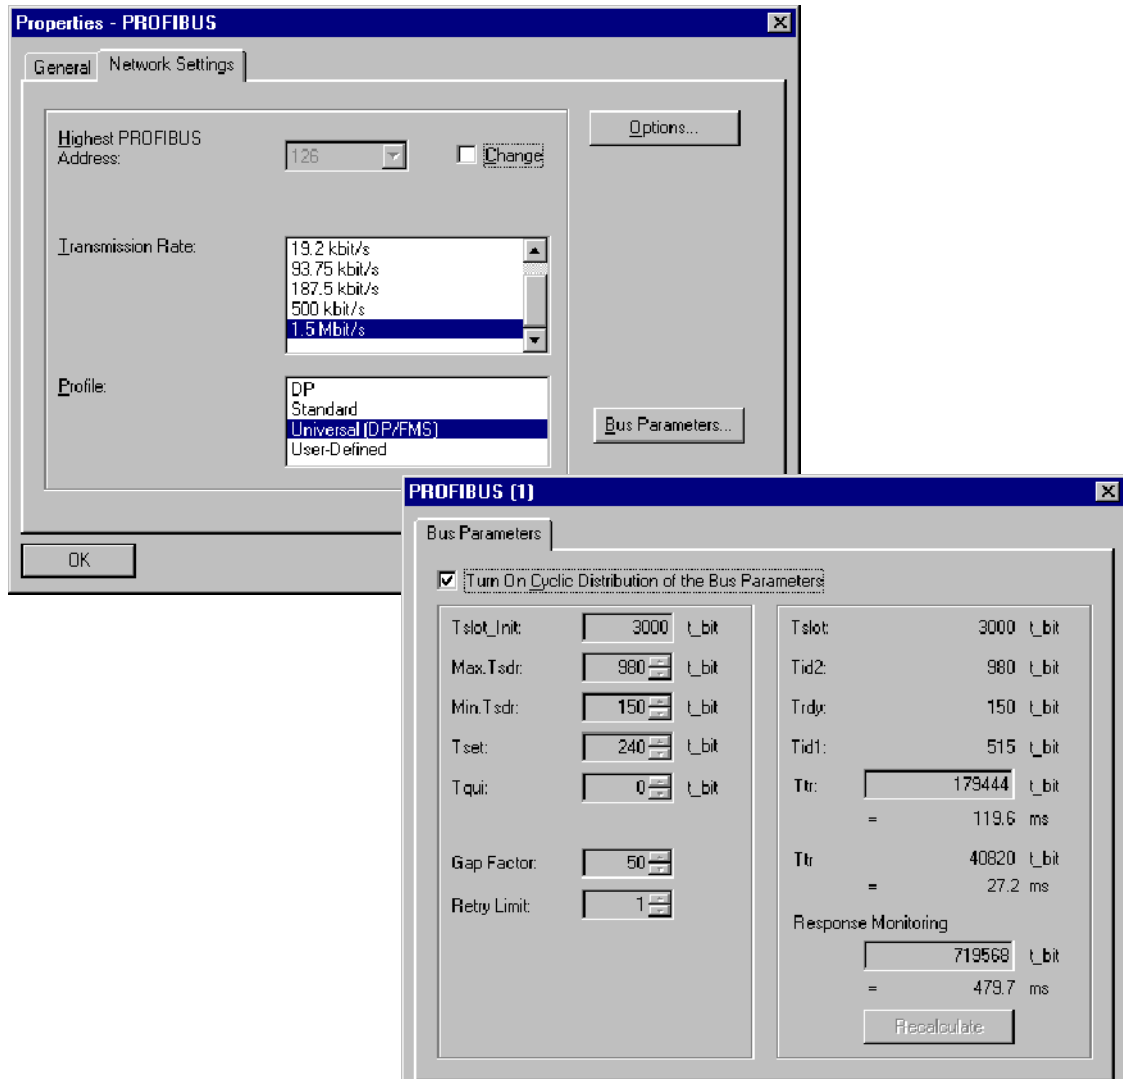 Properties - PROFIBUS
General Network Settings
Highest PROFIBUS
Address:
126
Change
Options...
Transmission Rate:
19.2 kbit/s
93.75 kbit/s
187.5 kbit/s
500 kbit/s
1.5 Mbit/s
Profile:
DP
Standard
Universal (DP/FMS)
User-Defined
Bus Parameters...
OK
PROFIBUS (1)
Bus Parameters
Turn On Cyclic Distribution of the Bus Parameters
Tslot_Init: 3000 t_bit
Max.Tsdr: 980 t_bit
Min.Tsdr: 150 t_bit
Tset: 240 t_bit
Tqui: 0 t_bit
Gap Factor: 50
Retry Limit: 1
Tslot: 3000 t_bit
Tid2: 980 t_bit
Trdy: 150 t_bit
Tid1: 515 t_bit
Ttr: 179444 t_bit
= 119.6 ms
Ttr 40820 t_bit
= 27.2 ms
Response Monitoring
719568 t_bit
= 479.7 ms
Recalculate